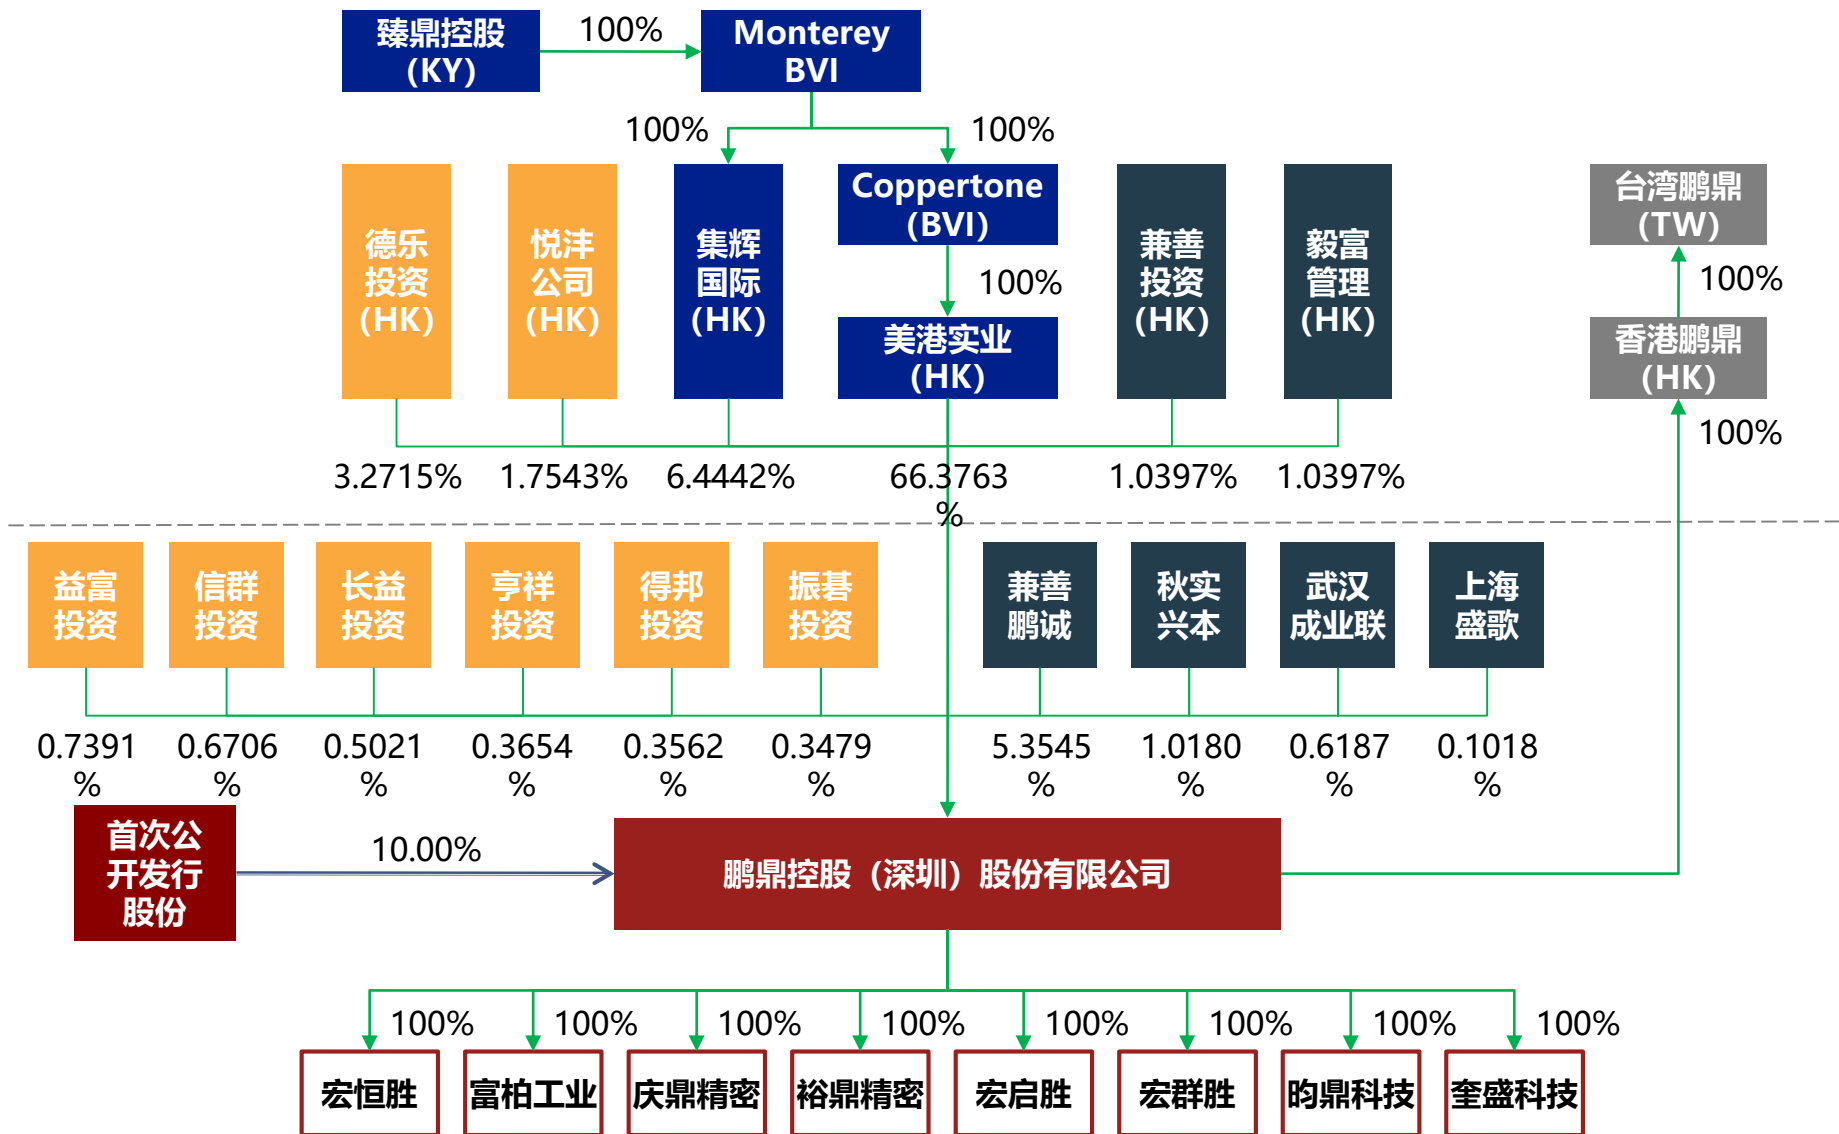 臻鼎控股
(KY)
100%
Monterey
BVI
100%
100%
德乐
投资
(HK)
悦沣
公司
(HK)
集辉
国际
(HK)
Coppertone
(BVI)
100%
美港实业
(HK)
兼善
投资
(HK)
毅富
管理
(HK)
台湾鹏鼎
(TW)
100%
香港鹏鼎
(HK)
100%
3.2715%
1.7543%
6.4442%
66.3763
%
1.0397%
1.0397%
益富
投资
信群
投资
长益
投资
亨祥
投资
得邦
投资
振碁
投资
兼善
鹏诚
秋实
兴本
武汉
成业联
上海
盛歌
0.7391
%
0.6706
%
0.5021
%
0.3654
%
0.3562
%
0.3479
%
5.3545
%
1.0180
%
0.6187
%
0.1018
%
首次公
开发行
股份
10.00%
鹏鼎控股（深圳）股份有限公司
100%
100%
100%
100%
100%
100%
100%
100%
宏恒胜
富柏工业
庆鼎精密
裕鼎精密
宏启胜
宏群胜
昀鼎科技
奎盛科技